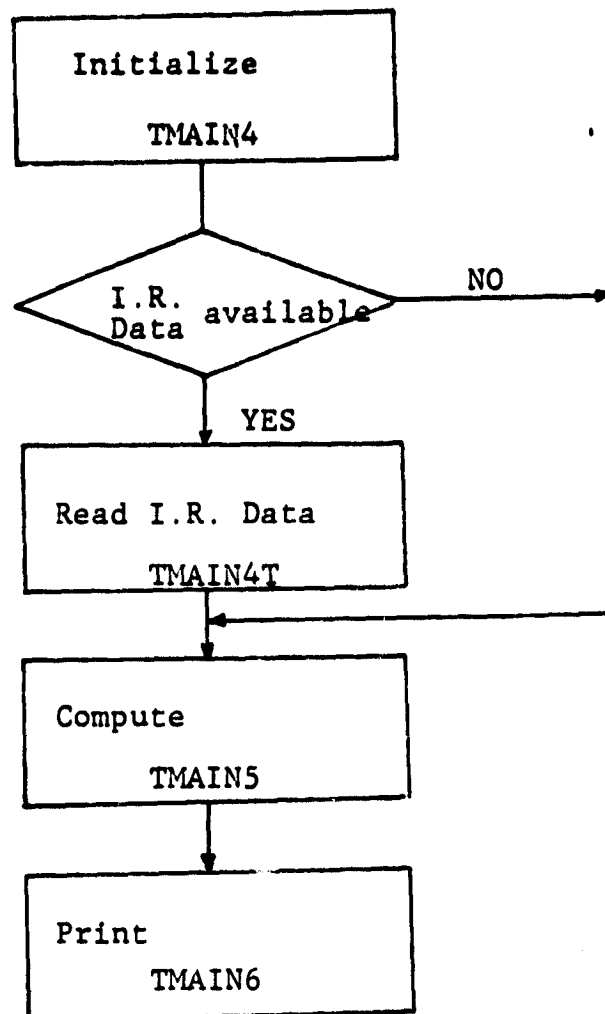 Initialize
TMAIN4
I.R.
Data available
NO
YES
Read I.R. Data
TMAIN4T
Compute
TMAIN5
Print
TMAIN6